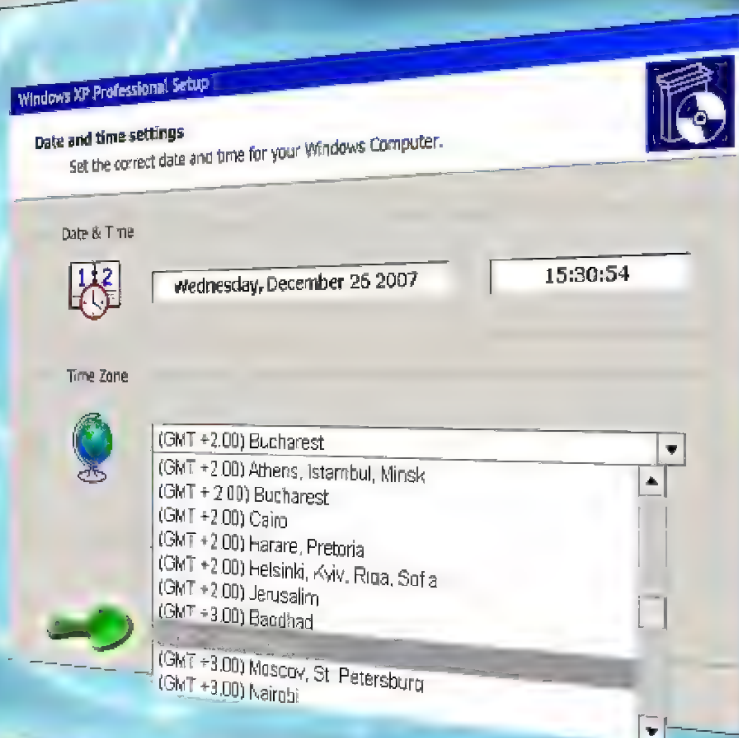 Windows XP Professional Setup
Date and time settings
Set the correct date and time for your Windows Computer.
Date & Time
1 2
Wednesday, December 26 2007
15:30:54
Time Zone
(GMT +2.00) Bucharest
(GMT +2.00) Athens, Istambul, Minsk
(GMT +2.00) Bucharest
(GMT +2.00) Cairo
(GMT +2.00) Harare, Pretoria
(GMT +2.00) Helsinki, Kyiv, Riga, Sofia
(GMT +2.00) Jerusalim
(GMT +3.00) Bagdhad
(GMT +3.00) Moscov, St. Petersburg
(GMT +3.00) Nairobi